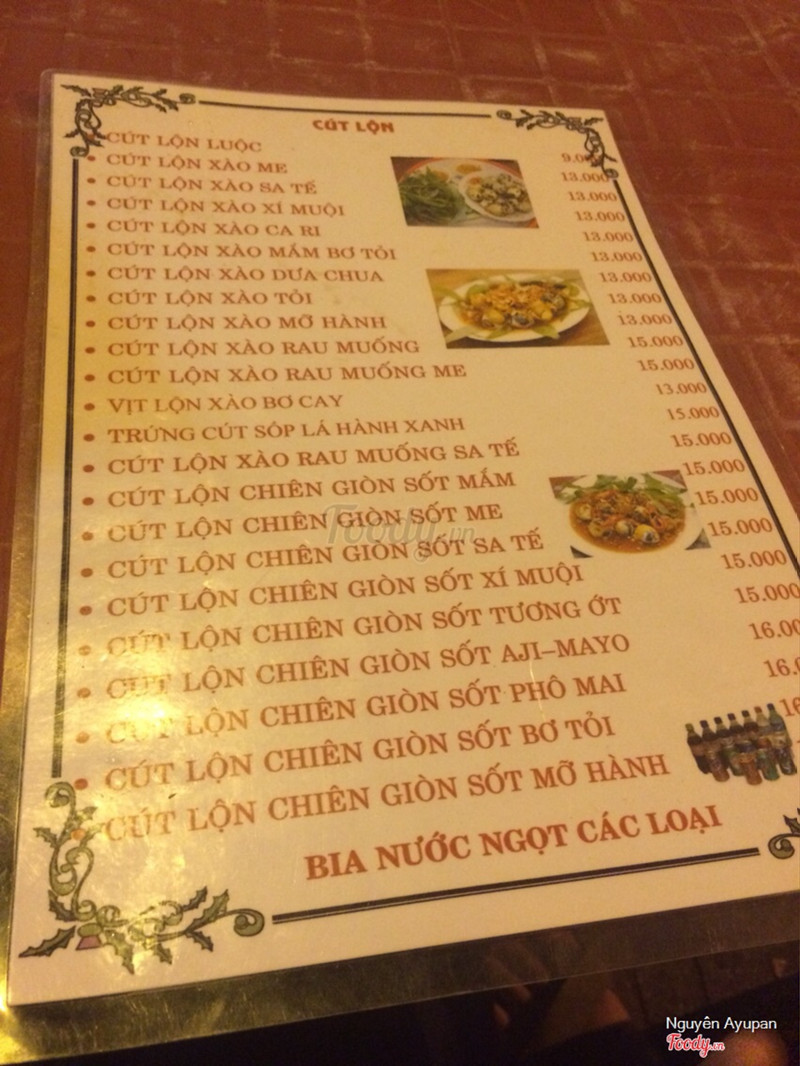 CÚT LỘN
CÚT LỘN LUỘC
CÚT LỘN XÀO ME 13.000
CÚT LỘN XÀO SA TẾ 13.000
CÚT LỘN XÀO XÍ MUỘI 13.000
CÚT LỘN XÀO CA RI 13.000
CÚT LỘN XÀO MẮM BƠ TỎI 13.000
CÚT LỘN XÀO DƯA CHUA 13.000
CÚT LỘN XÀO TỎI 13.000
CÚT LỘN XÀO MỠ HÀNH 13.000
CÚT LỘN XÀO RAU MUỐNG 15.000
CÚT LỘN XÀO RAU MUỐNG ME 15.000
VỊT LỘN XÀO BƠ CAY 13.000
TRỨNG CÚT SÓP LÁ HÀNH XANH 15.000
CÚT LỘN XÀO RAU MUỐNG SA TẾ 15.000
CÚT LỘN CHIÊN GIÒN SỐT MẮM 15.000
CÚT LỘN CHIÊN GIÒN SỐT ME 15.000
CÚT LỘN CHIÊN GIÒN SỐT SA TẾ 15.000
CÚT LỘN CHIÊN GIÒN SỐT XÍ MUỘI 15.000
CÚT LỘN CHIÊN GIÒN SỐT TƯƠNG ỚT 15.000
CÚT LỘN CHIÊN GIÒN SỐT AJI–MAYO
CÚT LỘN CHIÊN GIÒN SỐT PHÔ MAI
CÚT LỘN CHIÊN GIÒN SỐT BƠ TỎI
CÚT LỘN CHIÊN GIÒN SỐT MỠ HÀNH
BIA NƯỚC NGỌT CÁC LOẠI
Foody.vn
Nguyên Ayupan
Foody.vn